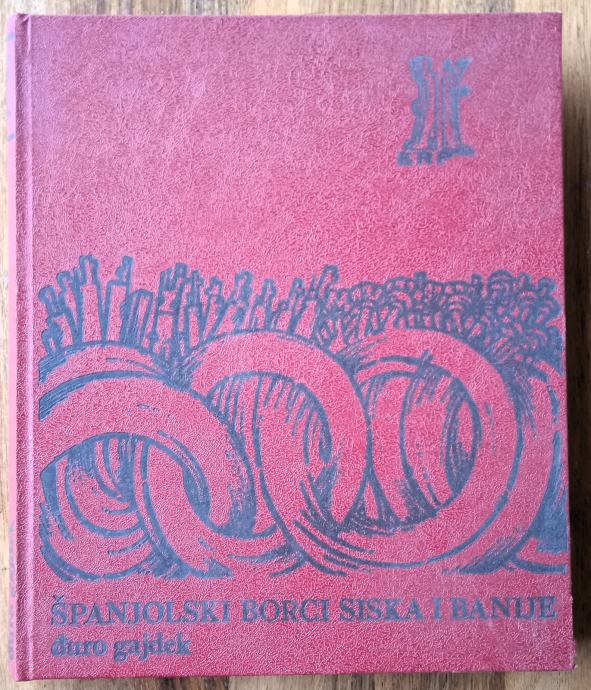 ŠPANJOLSKI BORCI SISKA I BANIJE
đuro gajdek